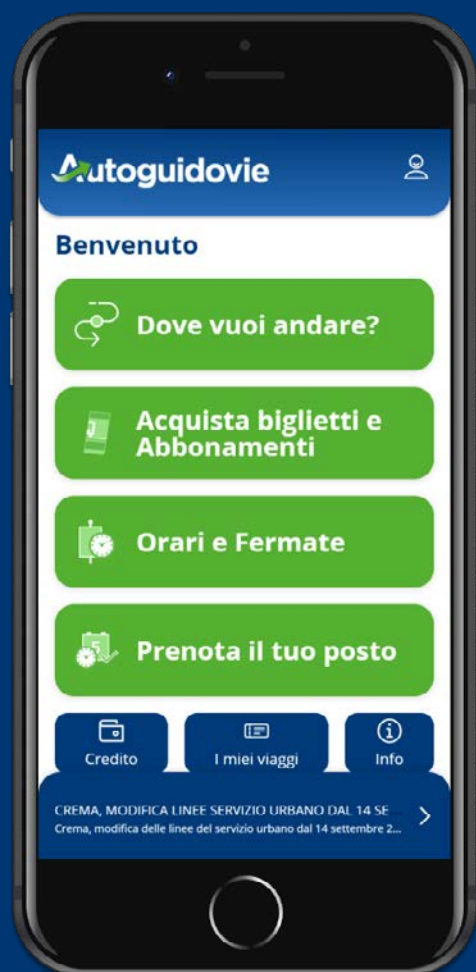 Autoguidovie
Benvenuto
Dove vuoi andare?
Acquista biglietti e
Abbonamenti
Orari e Fermate
5
Prenota il tuo posto
Credito
I miei viaggi
Info
CREMA, MODIFICA LINEE SERVIZIO URBANO DAL 14 SE...
Crema, modifica delle linee del servizio urbano dal 14 settembre 2...